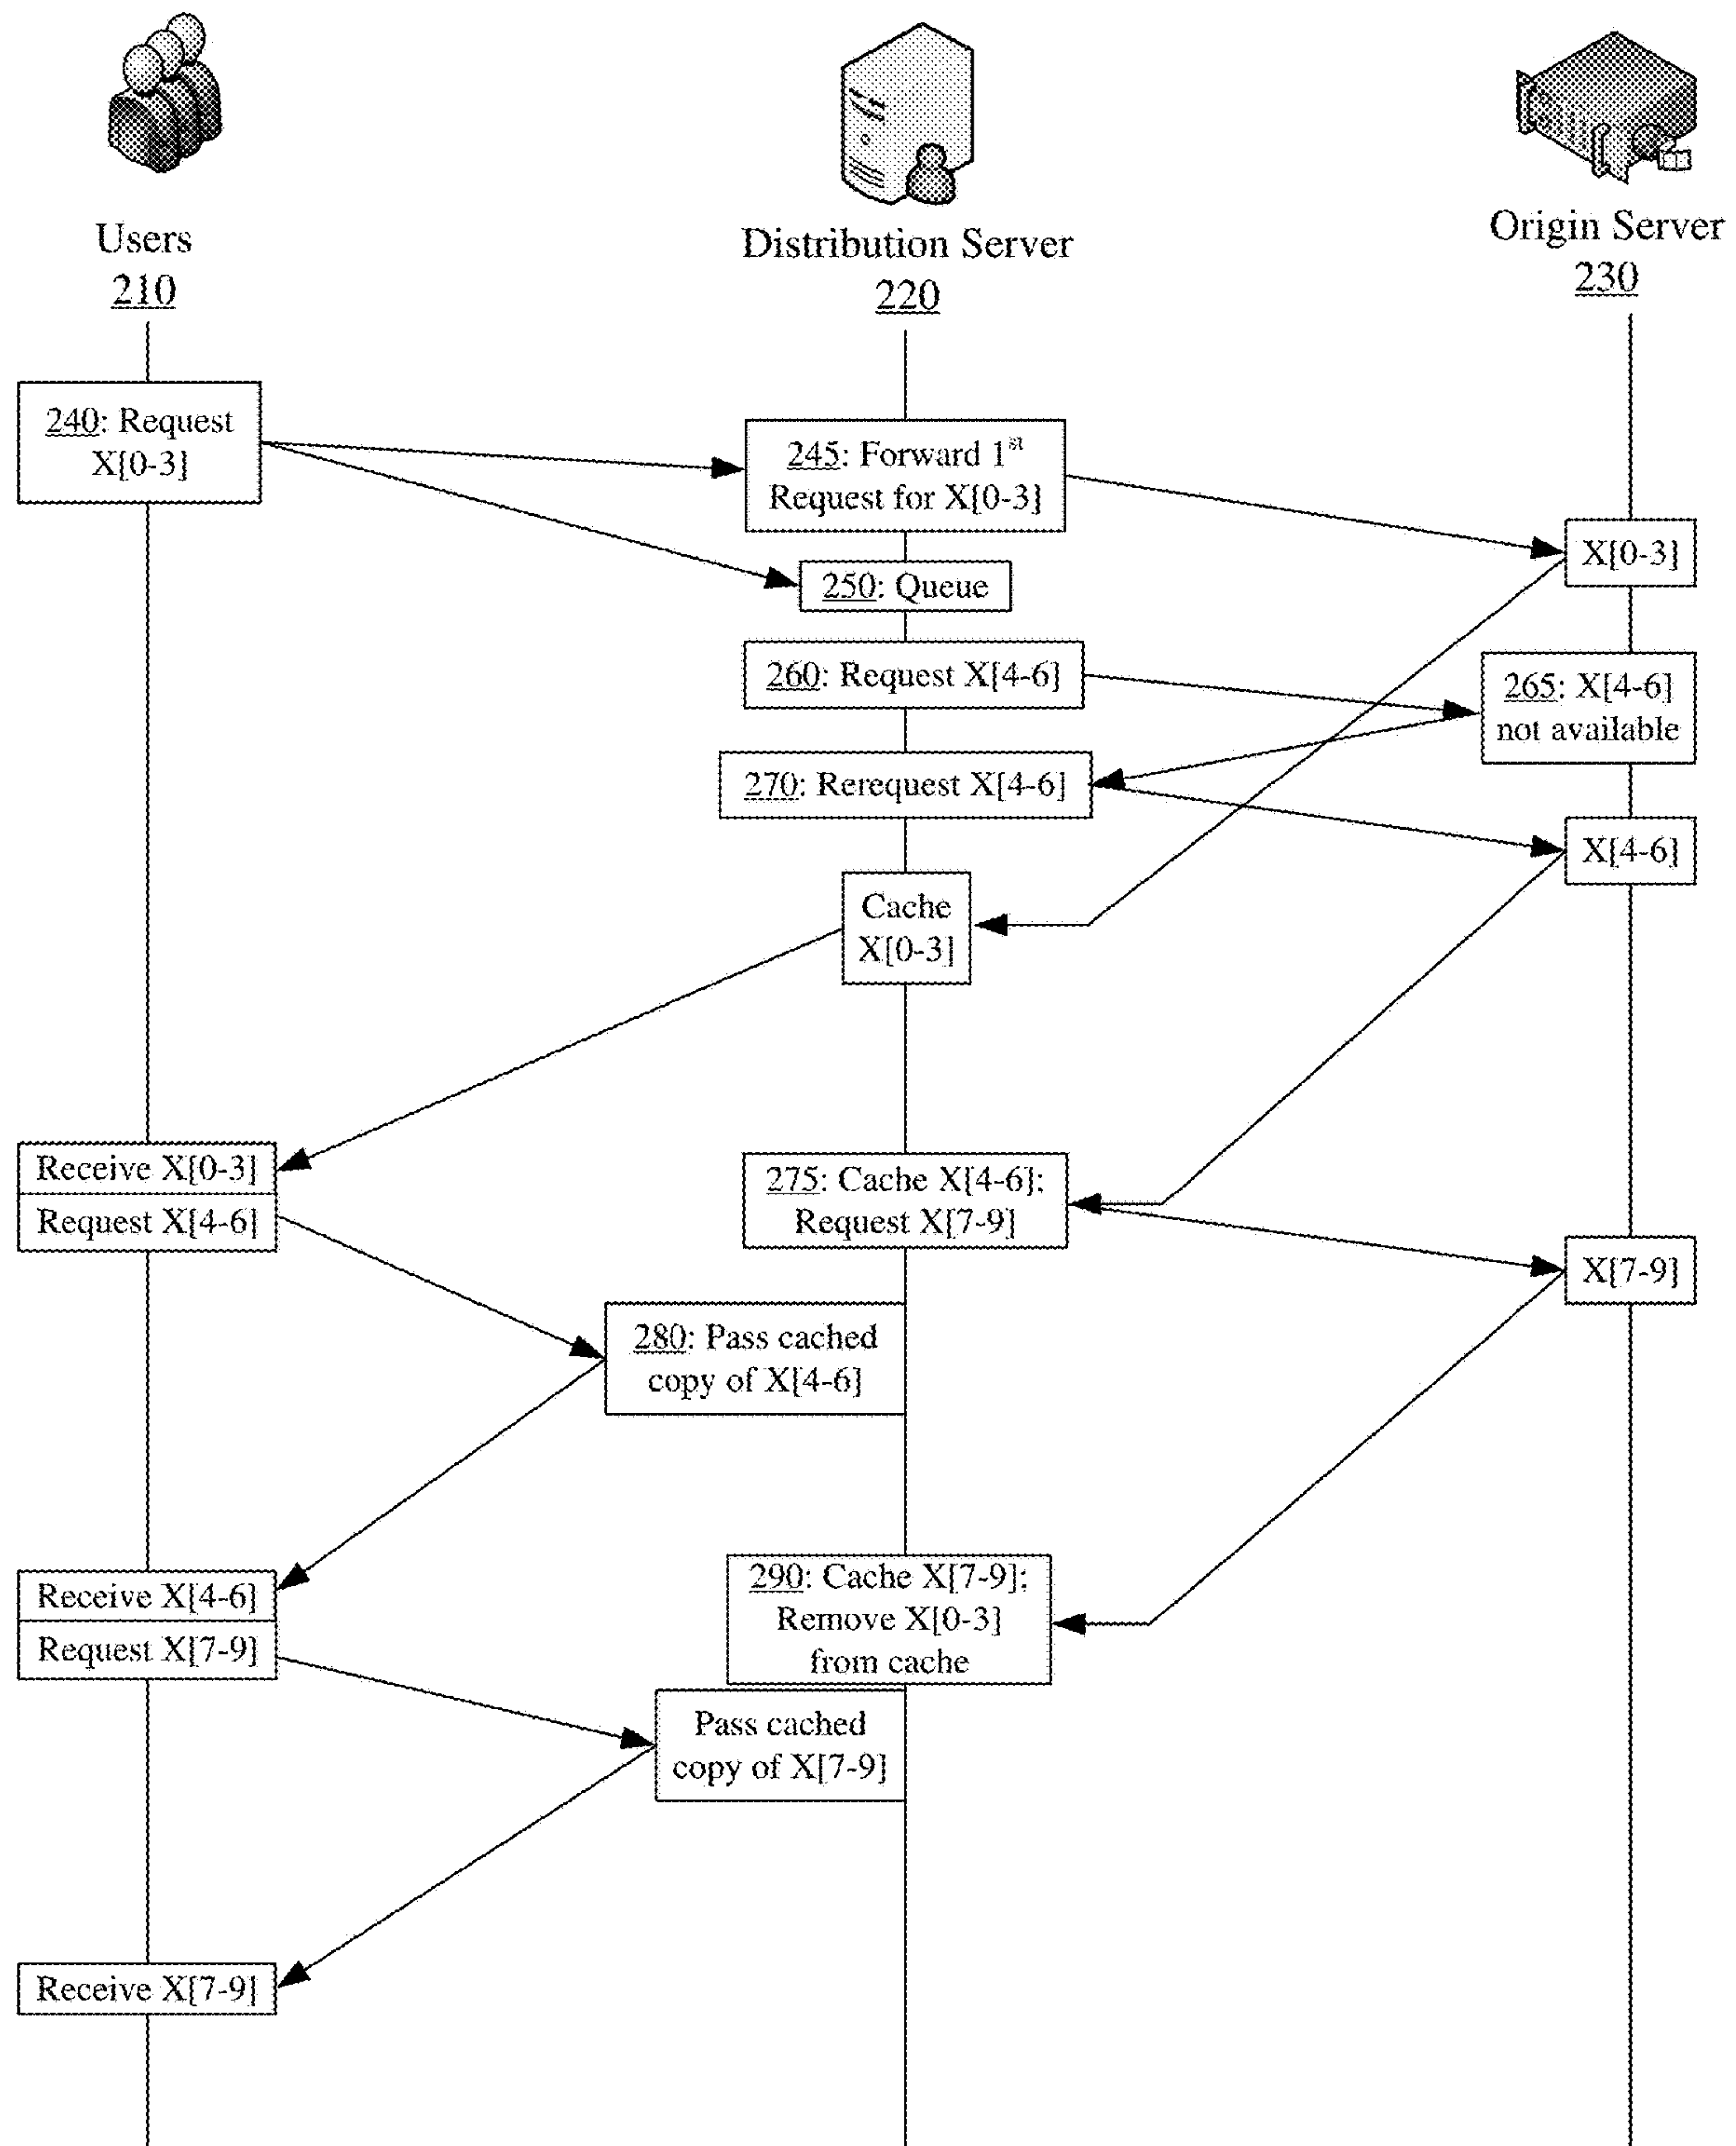 Users
210
Distribution Server
220
Origin Server
230
240: Request
X[0-3]
245: Forward 1st
Request for X[0-3]
X[0-3]
250: Queue
260: Request X[4-6]
265: X[4-6]
not available
270: Rerequest X[4-6]
X[4-6]
Cache
X[0-3]
Receive X[0-3]
Request X[4-6]
275: Cache X[4-6];
Request X[7-9]
X[7-9]
280: Pass cached
copy of X[4-6]
Receive X[4-6]
Request X[7-9]
290: Cache X[7-9];
Remove X[0-3]
from cache
Pass cached
copy of X[7-9]
Receive X[7-9]